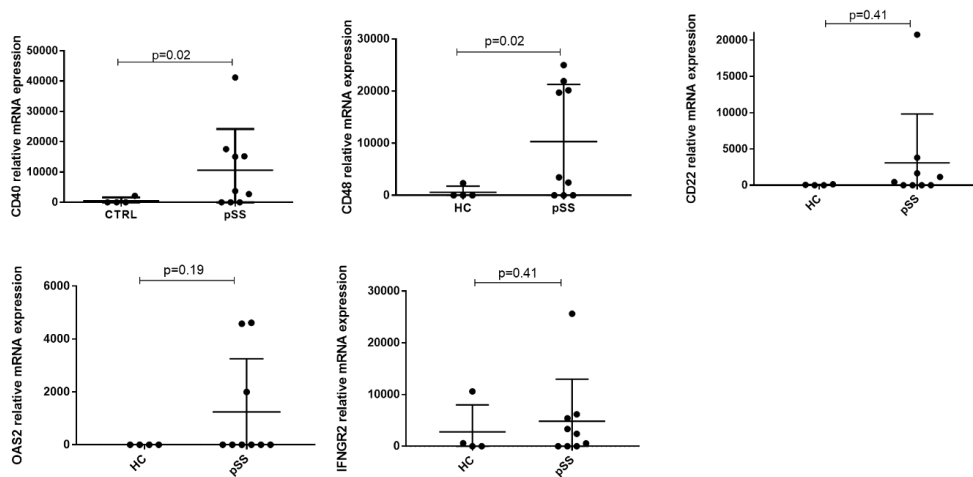 p=0.02
CD40 relative mRNA epression
50000
40000
30000
20000
10000
0
CTRL
pSS
p=0.02
CD48 relative mRNA expression
30000
20000
10000
0
HC
pSS
p=0.41
CD22 relative mRNA expression
20000
15000
10000
5000
0
HC
pSS
p=0.19
OAS2 relative mRNA expression
6000
4000
2000
0
HC
pSS
p=0.41
IFNGR2 relative mRNA expression
30000
20000
10000
0
HC
pSS